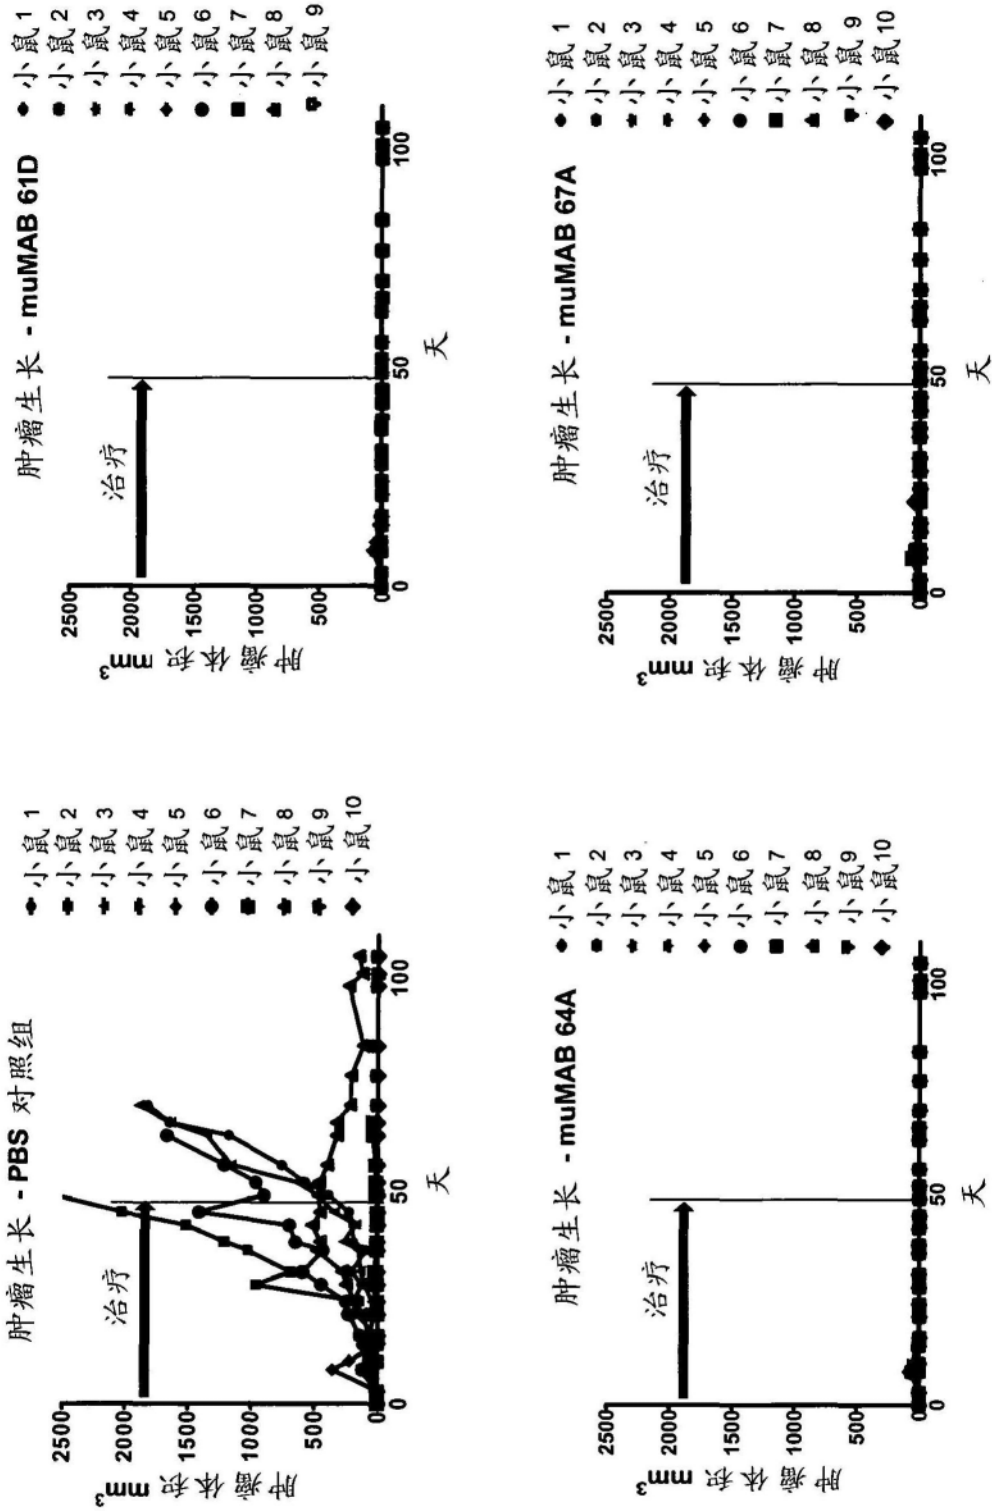 肿瘤生长 - PBS 对照组
肿瘤体积 mm³
2500
2000
1500
1000
500
0
治疗
0
50
100
天
小鼠 1
小鼠 2
小鼠 3
小鼠 4
小鼠 5
小鼠 6
小鼠 7
小鼠 8
小鼠 9
小鼠 10
肿瘤生长 - muMAB 61D
肿瘤体积 mm³
2500
2000
1500
1000
500
0
治疗
0
50
100
天
小鼠 1
小鼠 2
小鼠 3
小鼠 4
小鼠 5
小鼠 6
小鼠 7
小鼠 8
小鼠 9
肿瘤生长 - muMAB 64A
肿瘤体积 mm³
2500
2000
1500
1000
500
0
治疗
0
50
100
天
小鼠 1
小鼠 2
小鼠 3
小鼠 4
小鼠 5
小鼠 6
小鼠 7
小鼠 8
小鼠 9
小鼠 10
肿瘤生长 - muMAB 67A
肿瘤体积 mm³
2500
2000
1500
1000
500
0
治疗
0
50
100
天
小鼠 1
小鼠 2
小鼠 3
小鼠 4
小鼠 5
小鼠 6
小鼠 7
小鼠 8
小鼠 9
小鼠 10